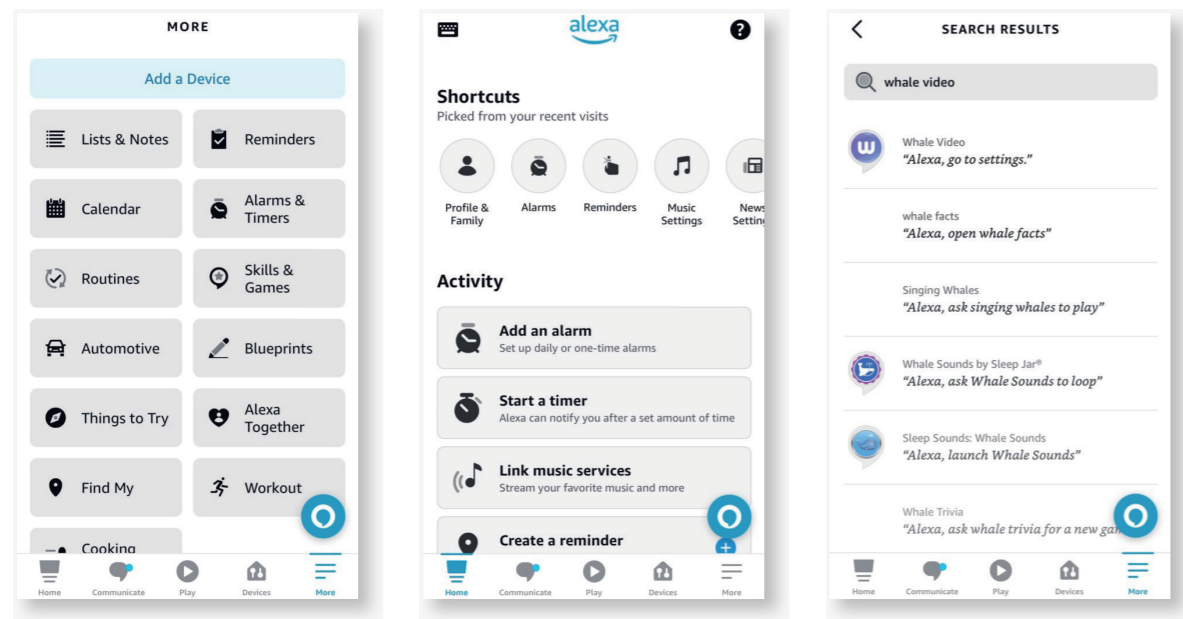 MORE
Add a Device
Lists & Notes
Reminders
Calendar
Alarms &
Timers
Routines
Skills &
Games
Automotive
Blueprints
Things to Try
Alexa
Together
Find My
Workout
Cooking
Home
Communicate
Play
Devices
More
alexa
?
Shortcuts
Picked from your recent visits
Profile &
Family
Alarms
Reminders
Music
Settings
News
Settin
Activity
Add an alarm
Set up daily or one-time alarms
Start a timer
Alexa can notify you after a set amount of time
Link music services
Stream your favorite music and more
Create a reminder
Home
Communicate
Play
Devices
More
SEARCH RESULTS
whale video
Whale Video
“Alexa, go to settings.”
whale facts
“Alexa, open whale facts”
Singing Whales
“Alexa, ask singing whales to play”
Whale Sounds by Sleep Jar®
“Alexa, ask Whale Sounds to loop”
Sleep Sounds: Whale Sounds
“Alexa, launch Whale Sounds”
Whale Trivia
“Alexa, ask whale trivia for a new gam
Home
Communicate
Play
Devices
More